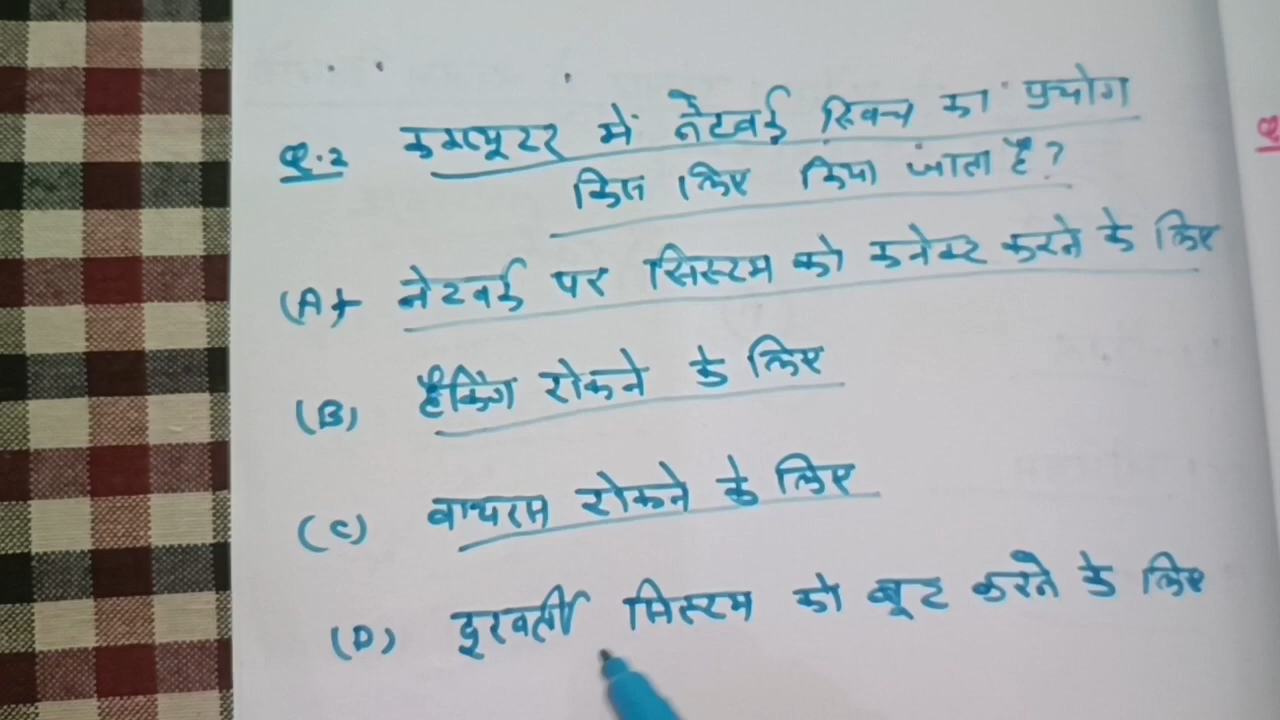 Q.2 कम्प्यूटर में नेटवर्क स्विच का प्रयोग
किस लिए किया जाता है?
(A) नेटवर्क पर सिस्टम को कनेक्ट करने के लिए
(B) हैकिंग रोकने के लिए
(C) वायरस रोकने के लिए
(D) दूरवर्ती सिस्टम को बूट करने के लिए